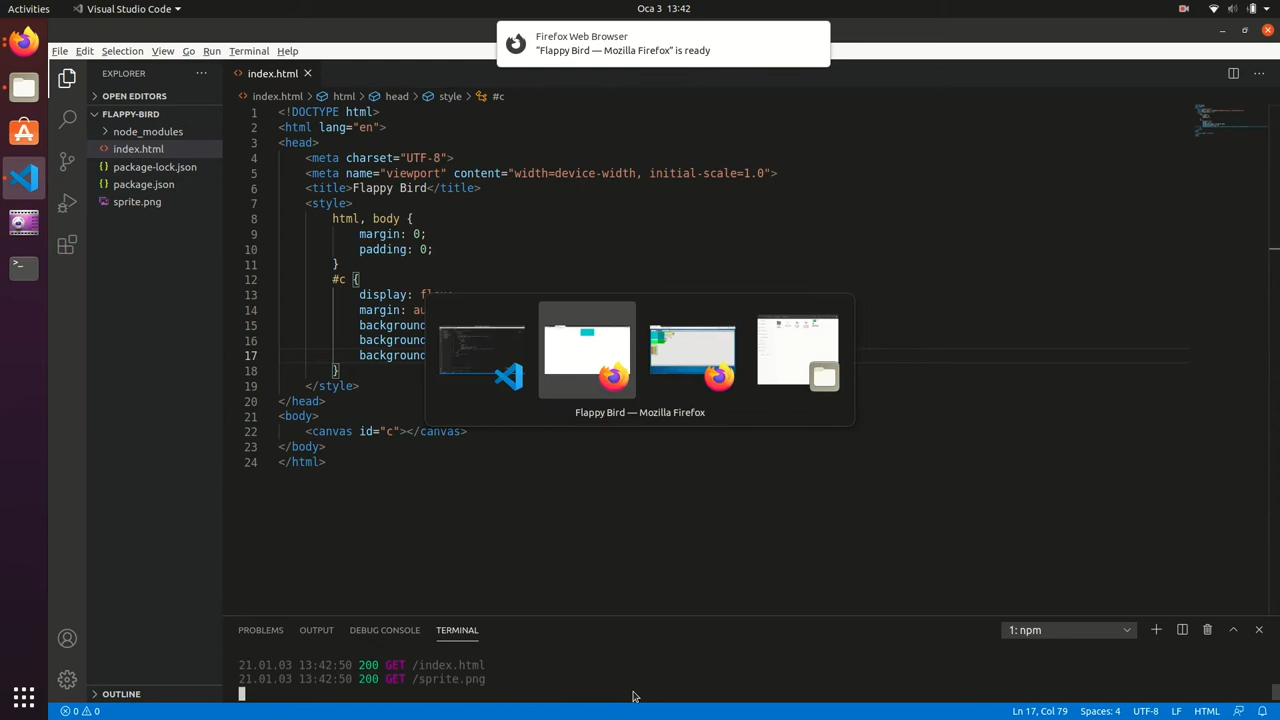 Activities
Visual Studio Code
Oca 3 13:42
Firefox Web Browser
“Flappy Bird — Mozilla Firefox” is ready
File Edit Selection View Go Run Terminal Help
EXPLORER
OPEN EDITORS
FLAPPY-BIRD
node_modules
index.html
package-lock.json
package.json
sprite.png
OUTLINE
index.html
index.html html head style #c
1 <!DOCTYPE html>
2 <html lang="en">
3 <head>
4 <meta charset="UTF-8">
5 <meta name="viewport" content="width=device-width, initial-scale=1.0">
6 <title>Flappy Bird</title>
7 <style>
8 html, body {
9 margin: 0;
10 padding: 0;
11 }
12 #c {
13 display:
14 margin:
15 background
16 background
17 background
18 }
19 </style>
20 </head>
21 <body>
22 <canvas id="c"></canvas>
23 </body>
24 </html>
Flappy Bird — Mozilla Firefox
PROBLEMS OUTPUT DEBUG CONSOLE TERMINAL
1: npm
21.01.03 13:42:50 200 GET /index.html
21.01.03 13:42:50 200 GET /sprite.png
0 0
Ln 17, Col 79 Spaces: 4 UTF-8 LF HTML